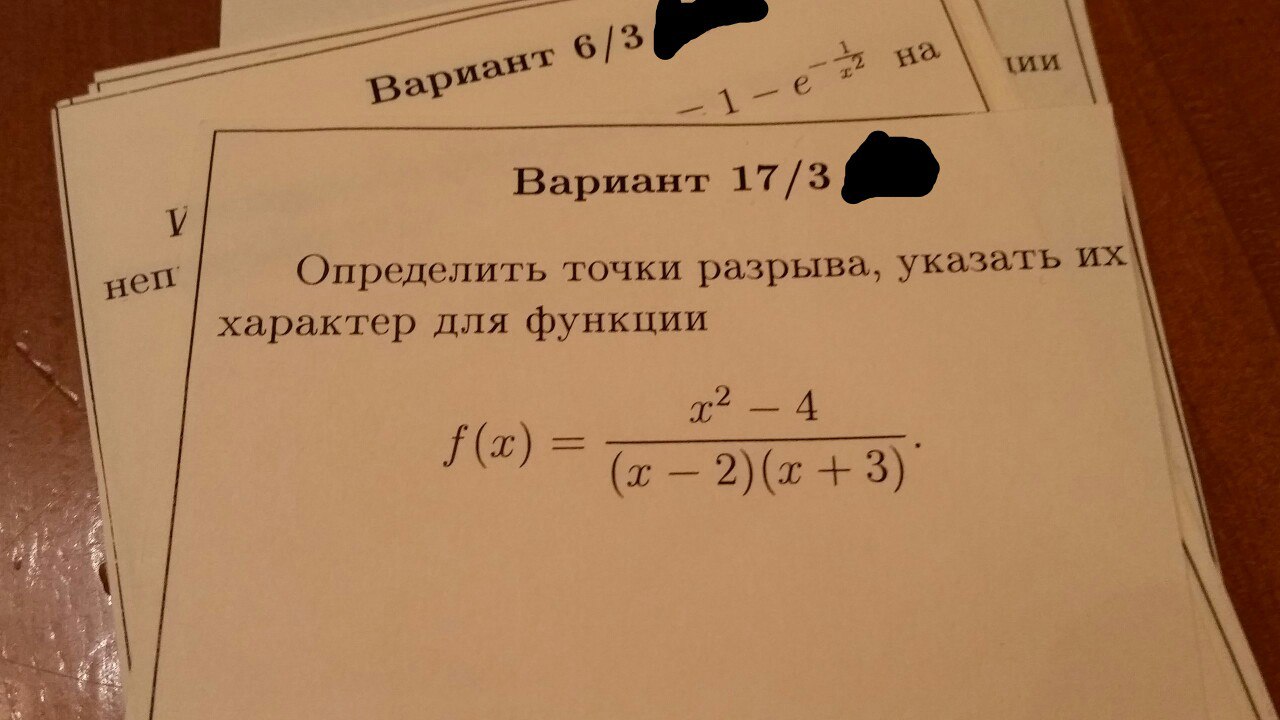 Вариант 6/3
− 1 − e^{−\frac{1}{x^2}} на
ции
неп
Вариант 17/3
Определить точки разрыва, указать их
характер для функции
f(x) = \frac{x^2 − 4}{(x − 2)(x + 3)}.